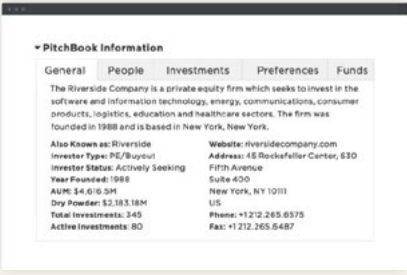 PitchBook Information
General People Investments Preferences Funds
The Riverside Company is a private equity firm which seeks to invest in the
software and information technology, energy, communications, consumer
products, logistics, education and healthcare sectors. The firm was
founded in 1988 and is based in New York, New York.
Also Known as: Riverside
Investor Type: PE/Buyout
Investor Status: Actively Seeking
Year Founded: 1988
AUM: $4,616.5M
Dry Powder: $2,183.18M
Total Investments: 345
Active Investments: 80
Website: riversidecompany.com
Address: 45 Rockefeller Center, 630
Fifth Avenue
Suite 400
New York, NY 10111
US
Phone: +1 212.265.6575
Fax: +1 212.265.6487